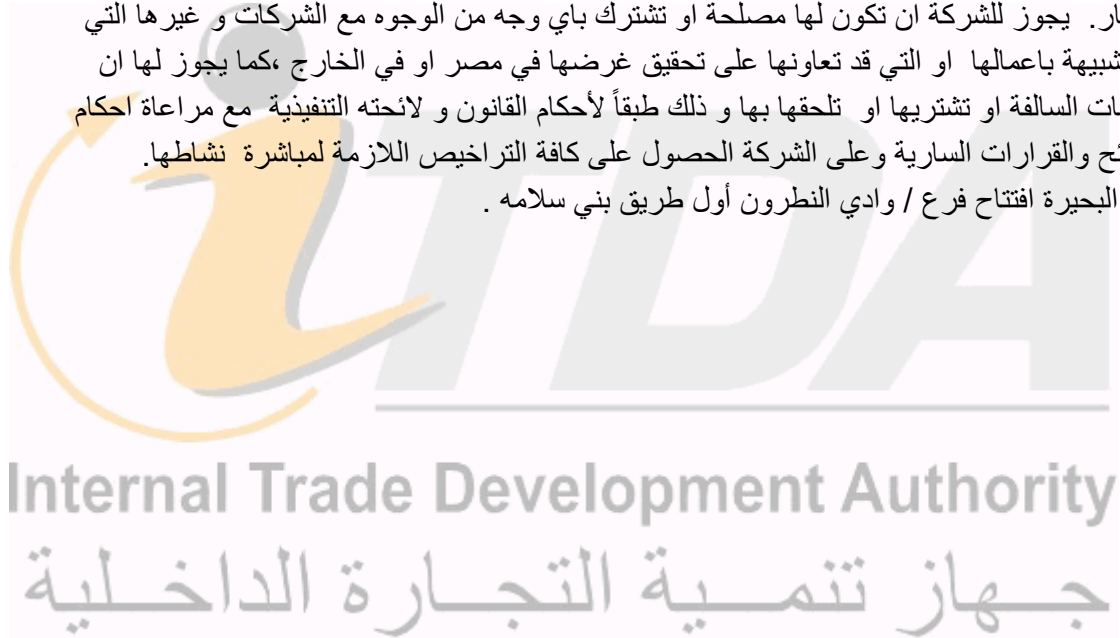 ار. يجوز للشركة ان تكون لها مصلحة او تشترك باي وجه من الوجوه مع الشركات و غيرها التي
شبيهة باعمالها او التي قد تعاونها على تحقيق غرضها في مصر او في الخارج ،كما يجوز لها ان
ات السالفة او تشتريها او تلحقها بها و ذلك طبقاً لأحكام القانون و لائحته التنفيذية مع مراعاة احكام
ح والقرارات السارية وعلى الشركة الحصول على كافة التراخيص اللازمة لمباشرة نشاطها.
البحيرة افتتاح فرع / وادي النطرون أول طريق بني سلامه .
iTDA
Internal Trade Development Authority
جهاز تنمية التجارة الداخلية